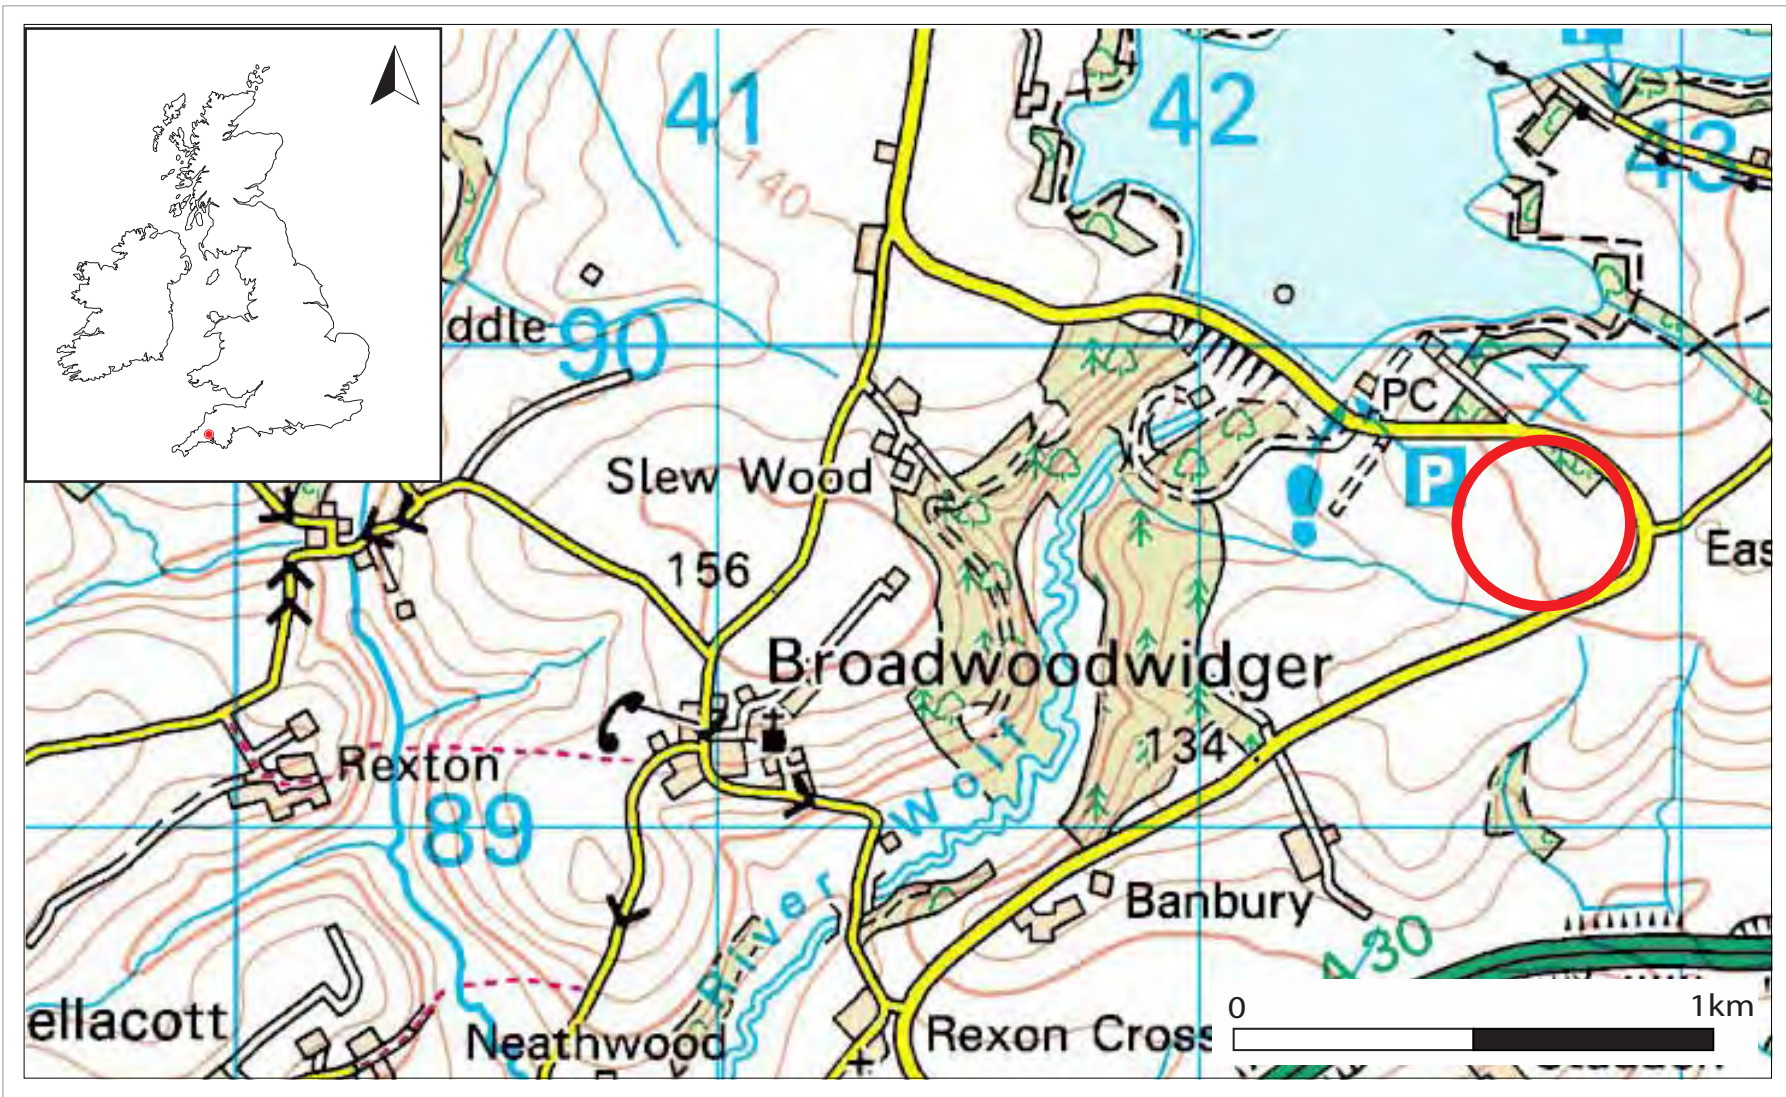 41
42
43
140
ddle
90
PC
Slew Wood
P
156
Eas
Broadwoodwidger
134
Rexton
Wolf
89
River
Banbury
A 30
ellacott
Neathwood
Rexon Cross
0
1km